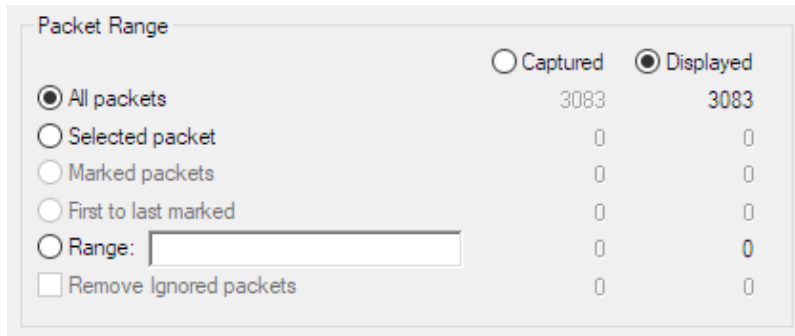 Packet Range
Captured Displayed
All packets 3083 3083
Selected packet 0 0
Marked packets 0 0
First to last marked 0 0
Range: 0 0
Remove Ignored packets 0 0